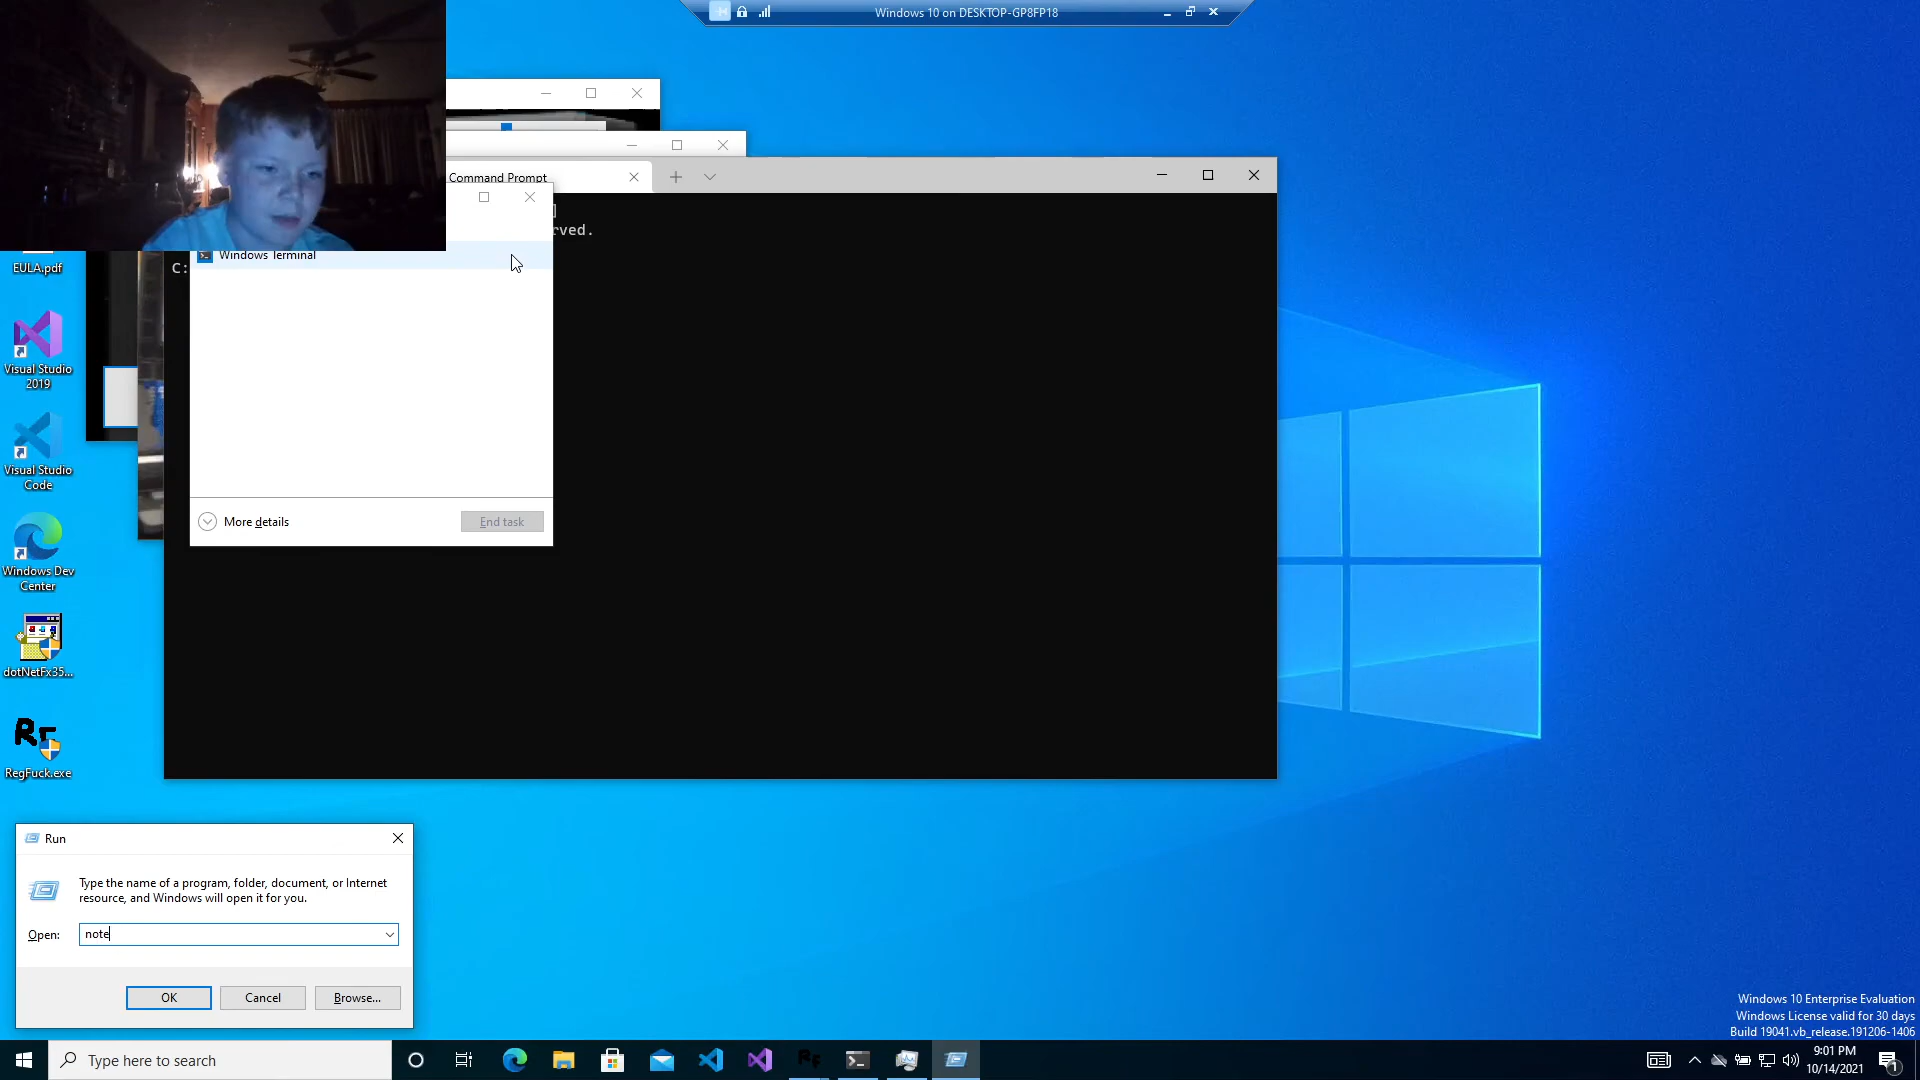 Windows 10 on DESKTOP-GP8FP18
Command Prompt
rved.
C:
Windows Terminal
More details
End task
EULA.pdf
Visual Studio
2019
Visual Studio
Code
Windows Dev
Center
dotNetFx35...
RegFuck.exe
Run
Type the name of a program, folder, document, or Internet
resource, and Windows will open it for you.
Open:
note
OK
Cancel
Browse...
Windows 10 Enterprise Evaluation
Windows License valid for 30 days
Build 19041.vb_release.191206-1406
Type here to search
9:01 PM
10/14/2021
1